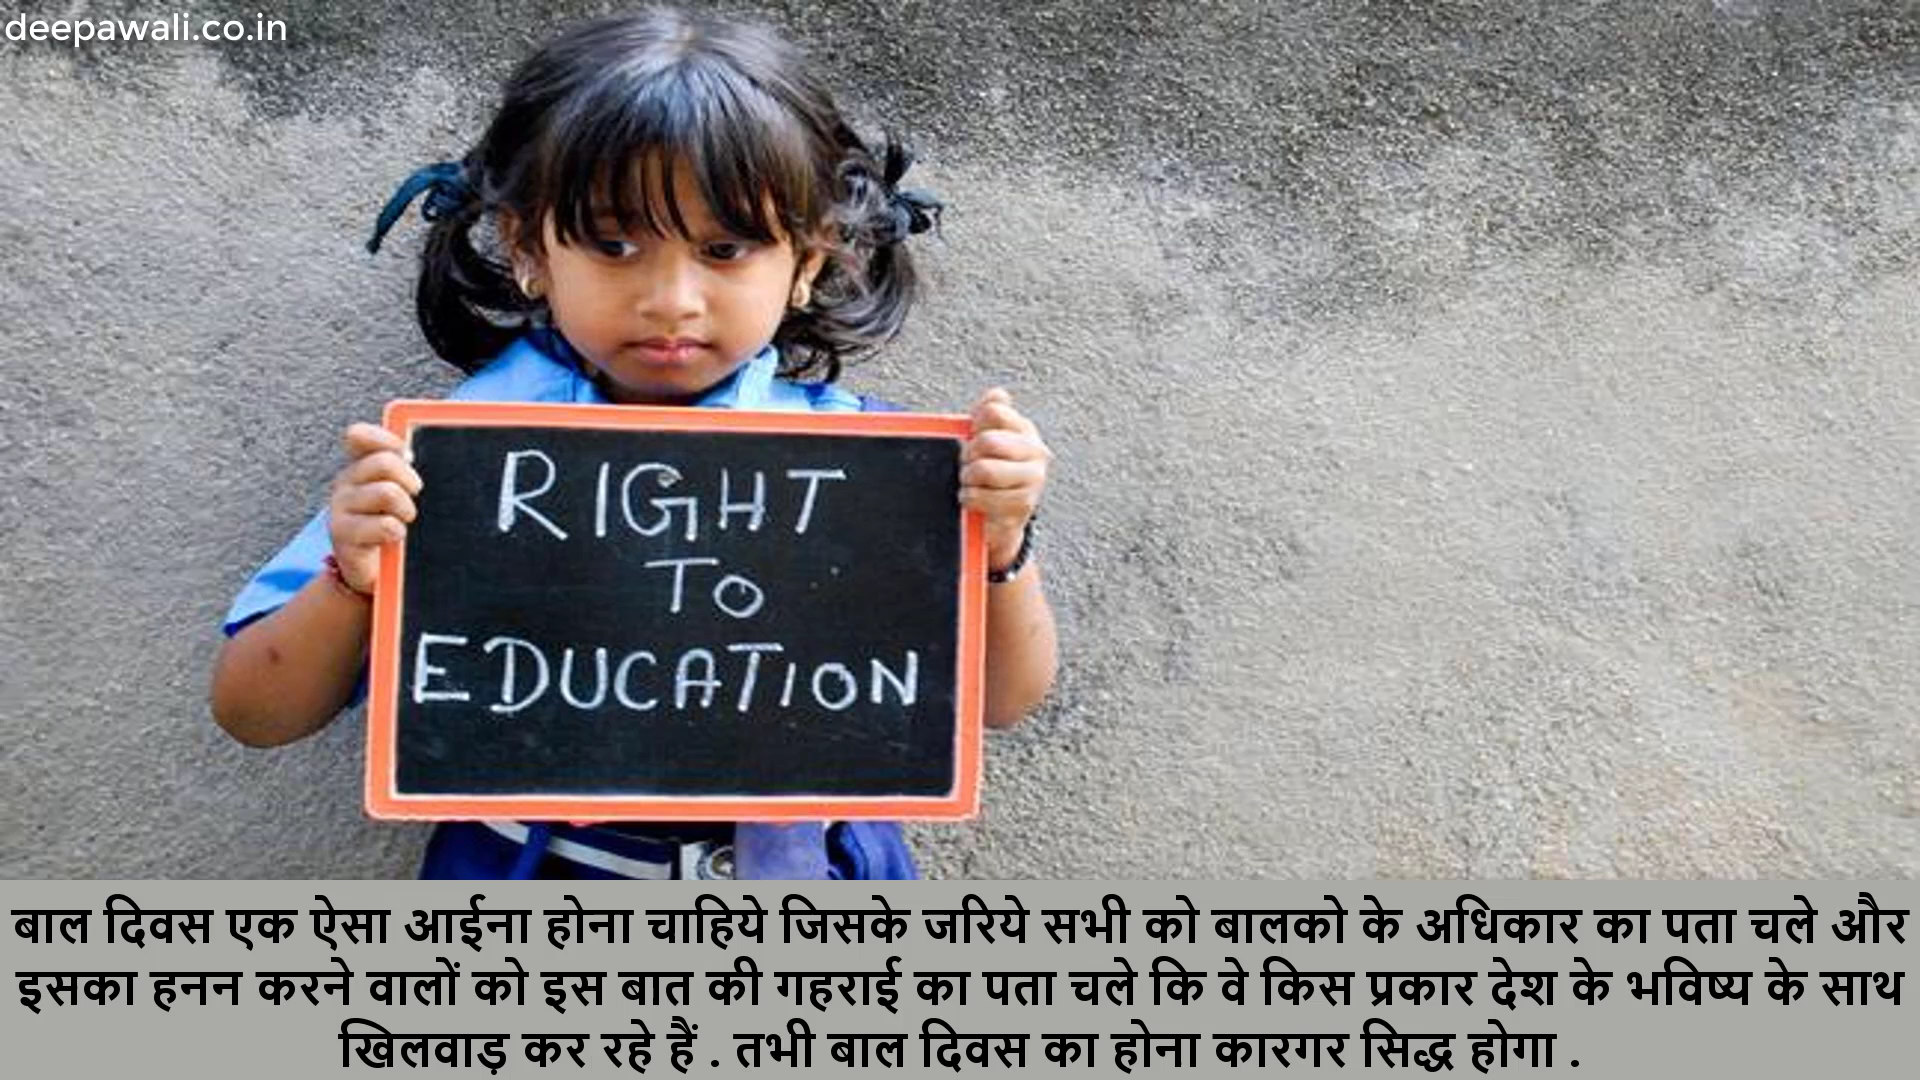 deepawali.co.in
RIGHT
TO
EDUCATION
बाल दिवस एक ऐसा आईना होना चाहिये जिसके जरिये सभी को बालको के अधिकार का पता चले और
इसका हनन करने वालों को इस बात की गहराई का पता चले कि वे किस प्रकार देश के भविष्य के साथ
खिलवाड़ कर रहे हैं . तभी बाल दिवस का होना कारगर सिद्ध होगा .